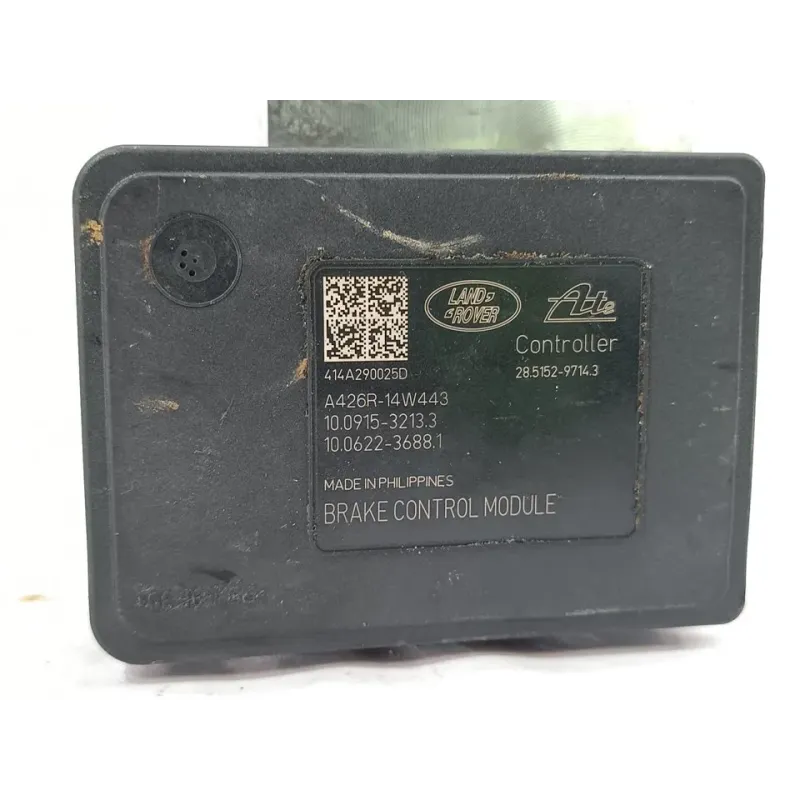 LAND-
ROVER
Ate
Controller
28.5152-9714.3
414A290025D
A426R-14W443
10.0915-3213.3
10.0622-3688.1
MADE IN PHILIPPINES
BRAKE CONTROL MODULE